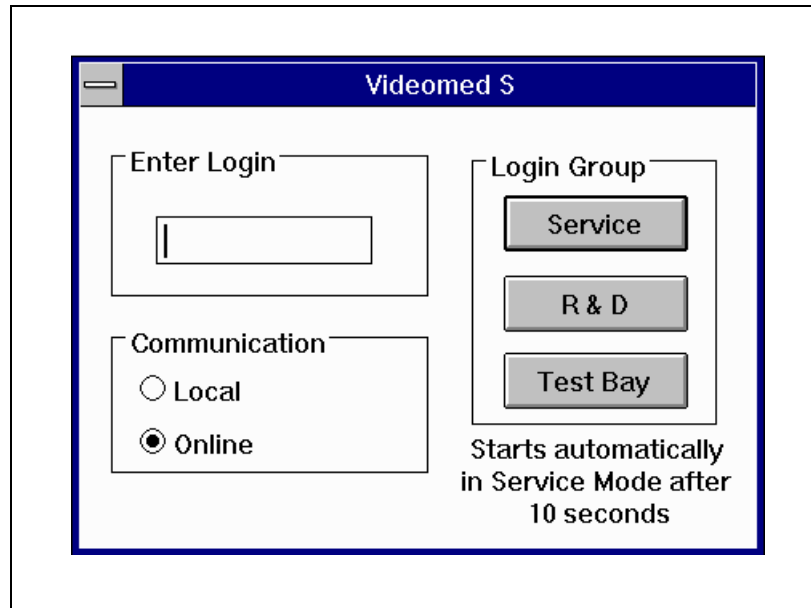 Videomed S
Enter Login
Communication
Local
Online
Login Group
Service
R & D
Test Bay
Starts automatically
in Service Mode after
10 seconds